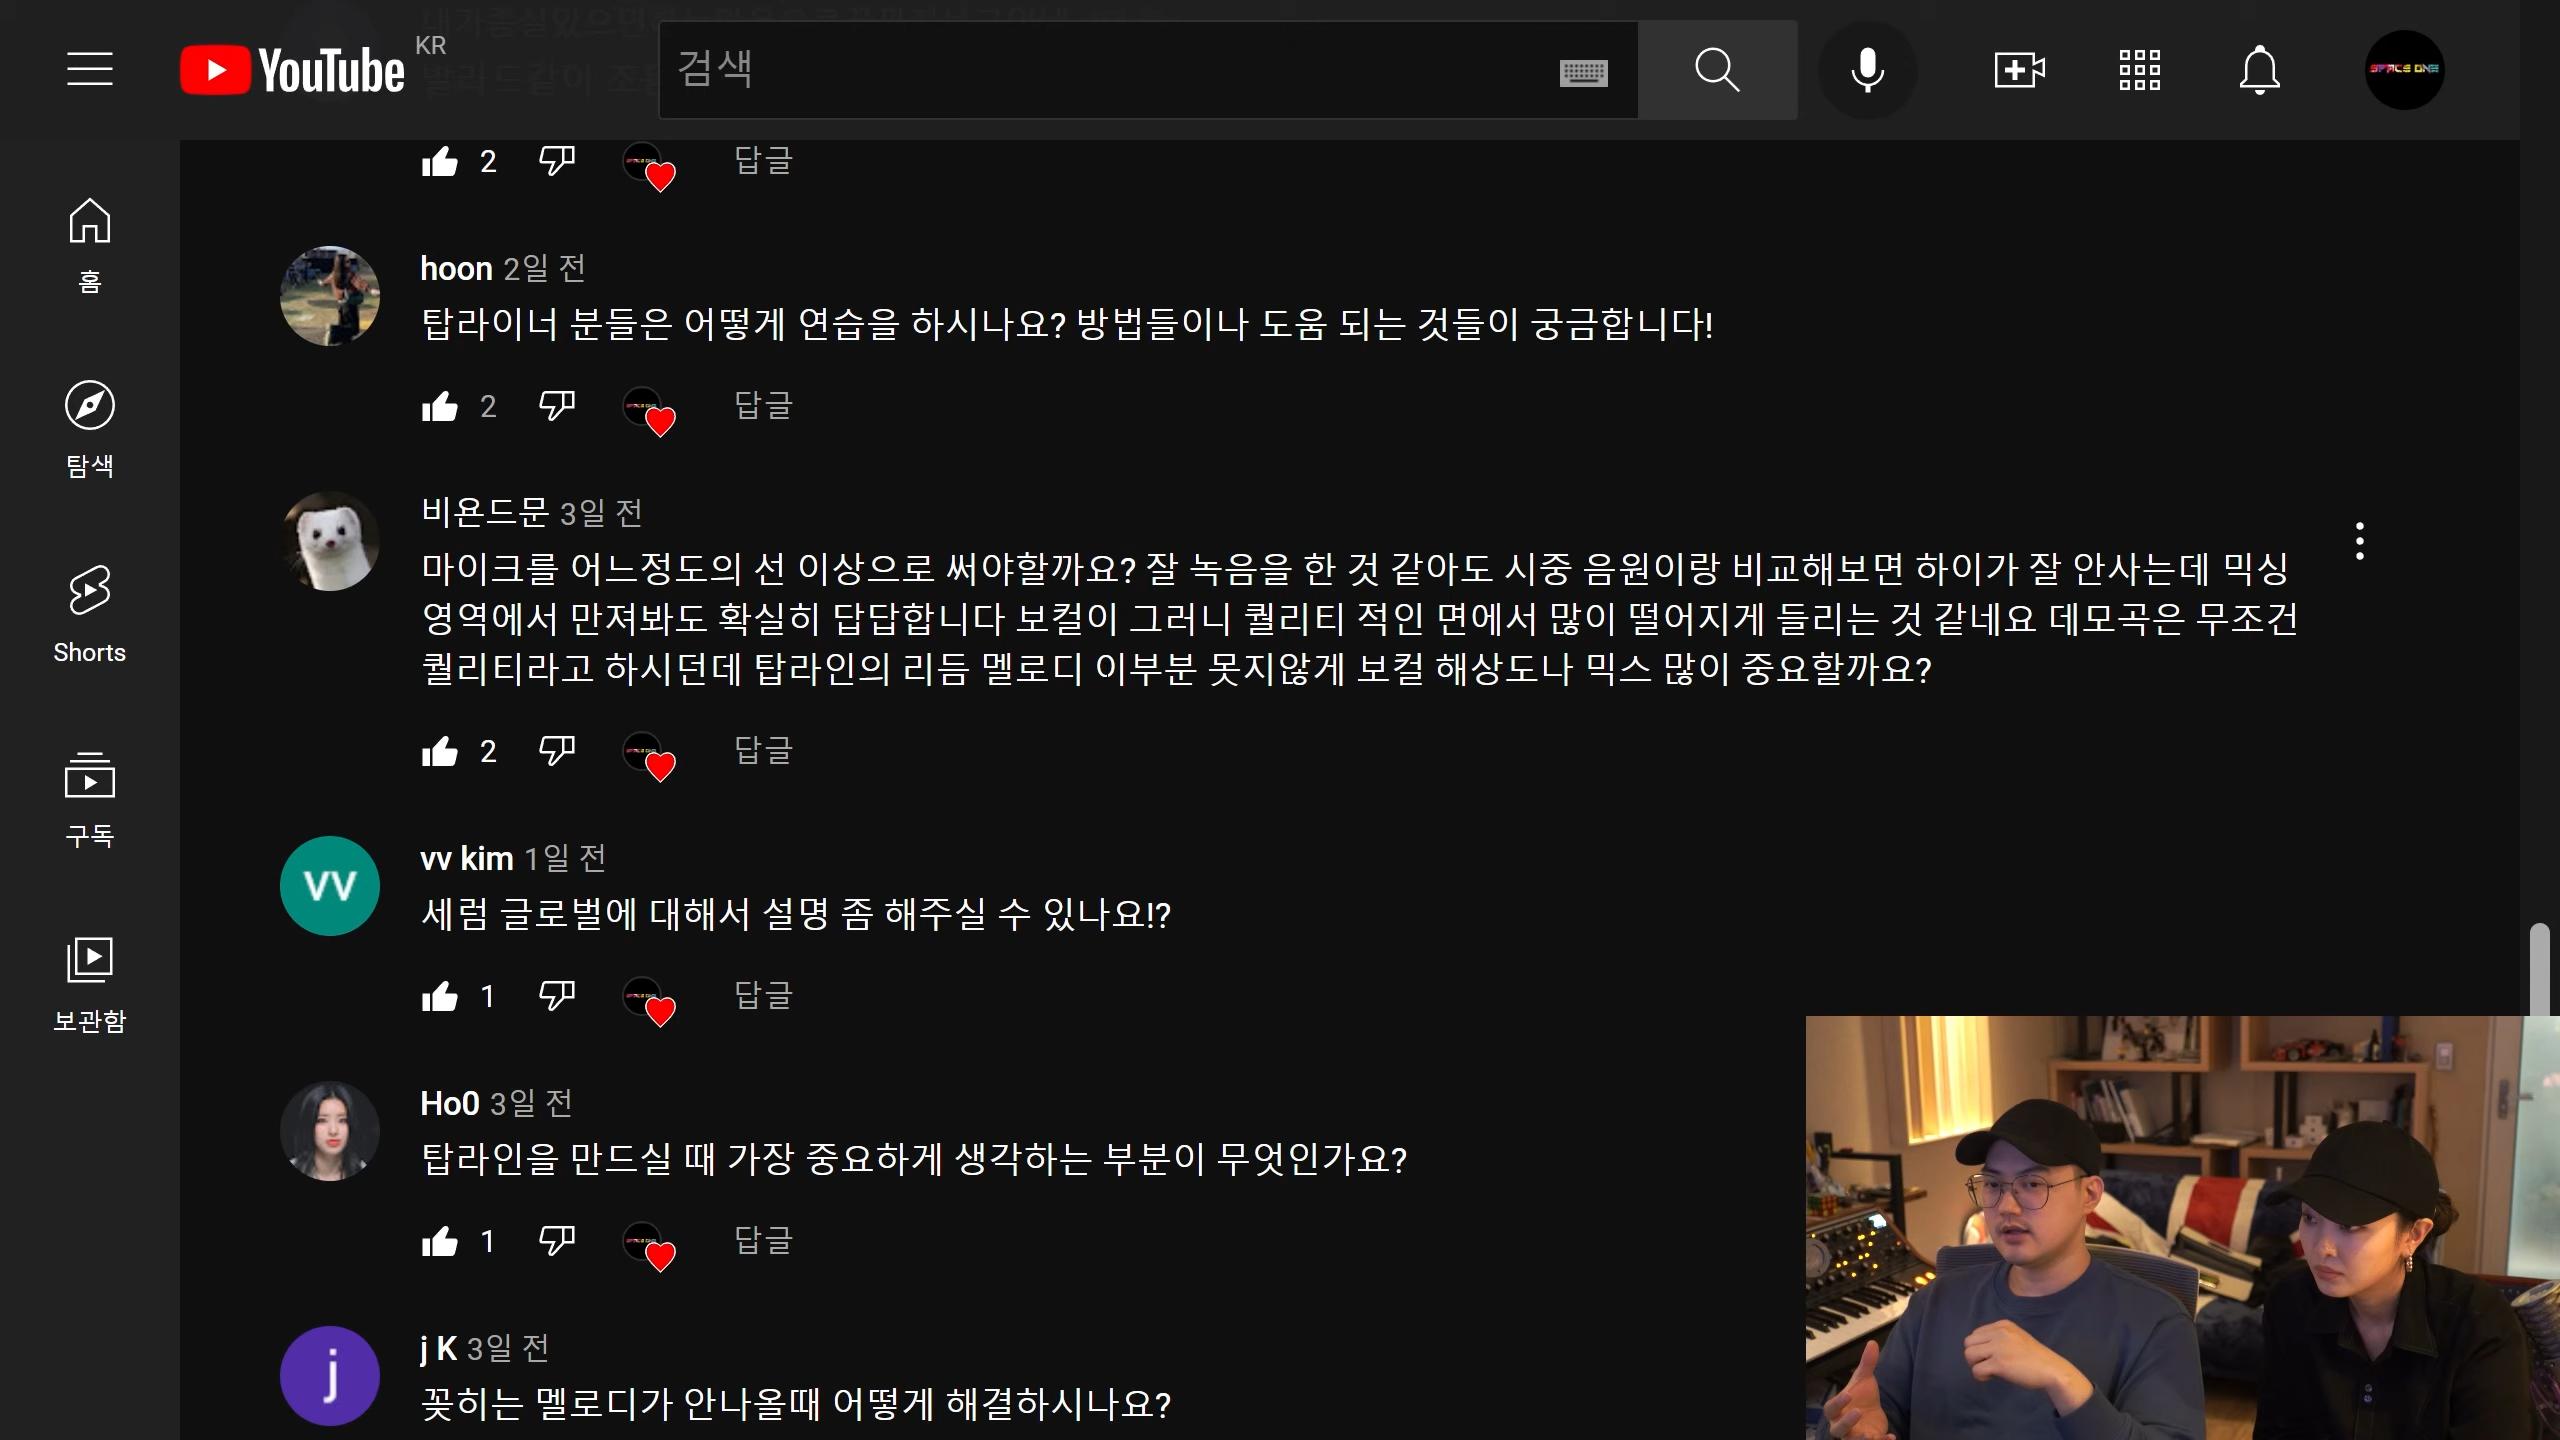 YouTube KR
검색
2 답글
홈
hoon 2일 전
탑라이너 분들은 어떻게 연습을 하시나요? 방법들이나 도움 되는 것들이 궁금합니다!
2 답글
탐색
비욘드문 3일 전
마이크를 어느정도의 선 이상으로 써야할까요? 잘 녹음을 한 것 같아도 시중 음원이랑 비교해보면 하이가 잘 안사는데 믹싱
영역에서 만져봐도 확실히 답답합니다 보컬이 그러니 퀄리티 적인 면에서 많이 떨어지게 들리는 것 같네요 데모곡은 무조건
퀄리티라고 하시던데 탑라인의 리듬 멜로디 이부분 못지않게 보컬 해상도나 믹스 많이 중요할까요?
2 답글
Shorts
구독
vv
vv kim 1일 전
세럼 글로벌에 대해서 설명 좀 해주실 수 있나요!?
1 답글
보관함
Ho0 3일 전
탑라인을 만드실 때 가장 중요하게 생각하는 부분이 무엇인가요?
1 답글
j
j K 3일 전
꽂히는 멜로디가 안나올때 어떻게 해결하시나요?
SPACE ONE